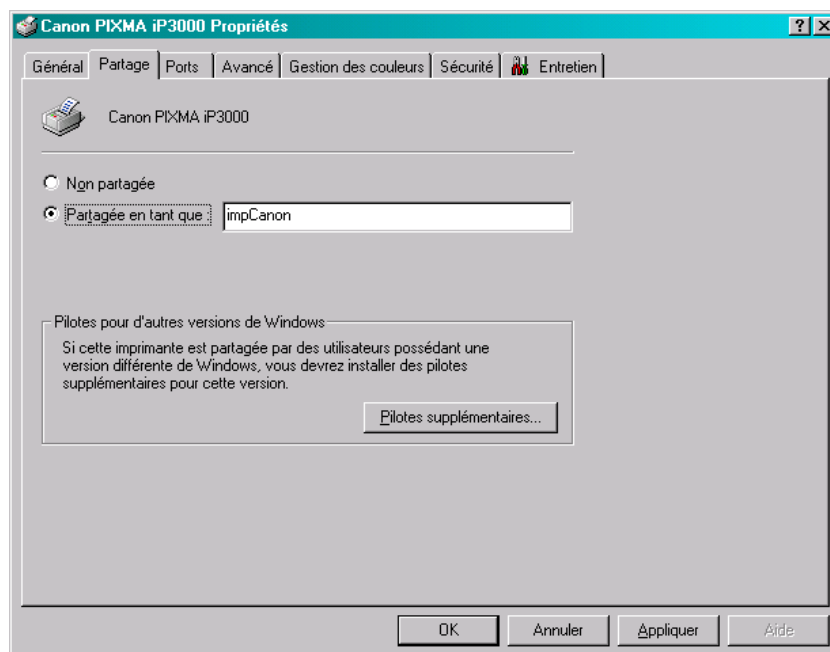 Canon PIXMA iP3000 Propriétés
Général Partage Ports Avancé Gestion des couleurs Sécurité Entretien
Canon PIXMA iP3000
Non partagée
Partagée en tant que : impCanon
Pilotes pour d'autres versions de Windows
Si cette imprimante est partagée par des utilisateurs possédant une
version différente de Windows, vous devrez installer des pilotes
supplémentaires pour cette version.
Pilotes supplémentaires...
OK Annuler Appliquer Aide